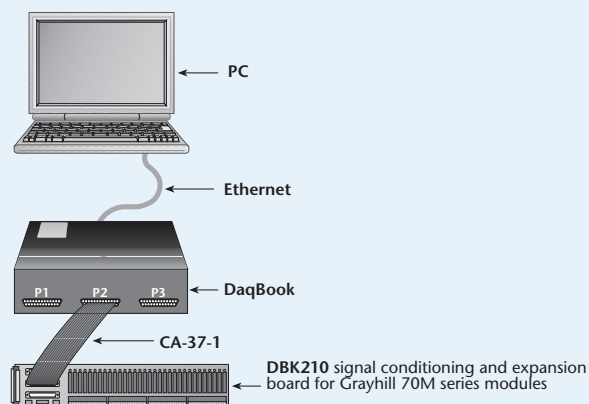 PC
Ethernet
P1 P2 P3
DaqBook
CA-37-1
DBK210 signal conditioning and expansion
board for Grayhill 70M series modules